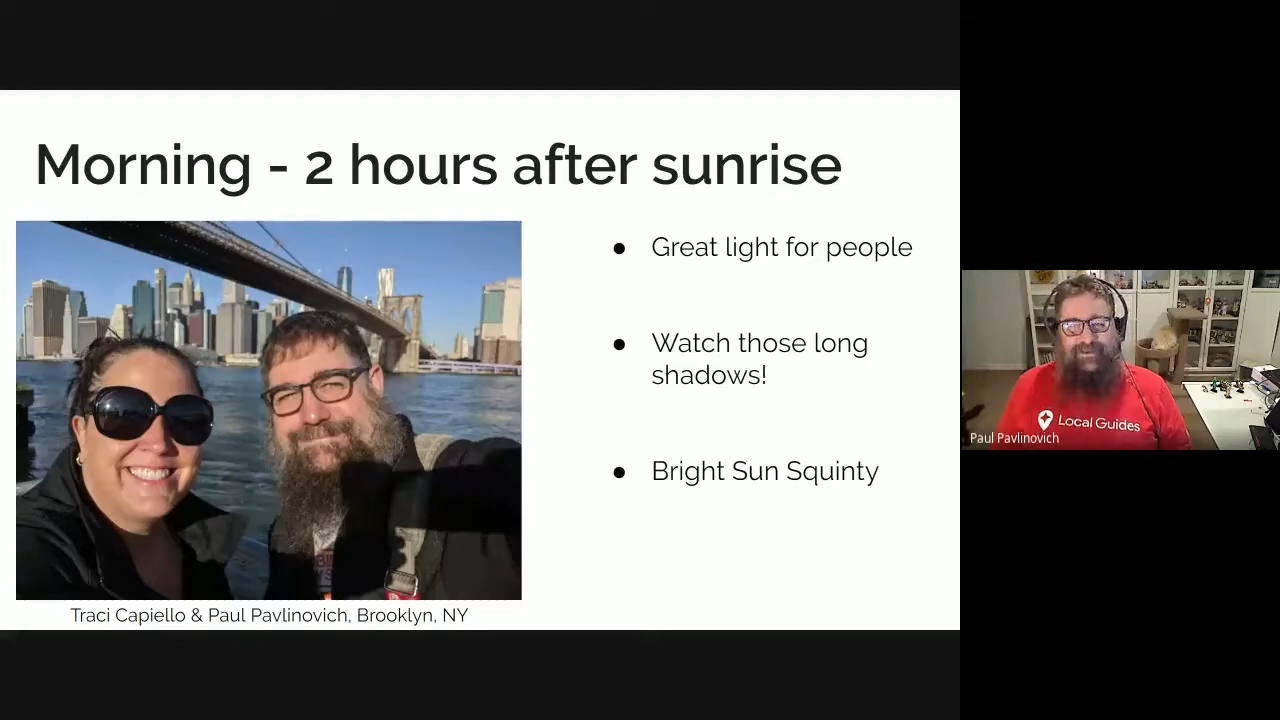 Morning - 2 hours after sunrise
● Great light for people
● Watch those long
shadows!
● Bright Sun Squinty
Traci Capiello & Paul Pavlinovich, Brooklyn, NY
Local Guides
Paul Pavlinovich